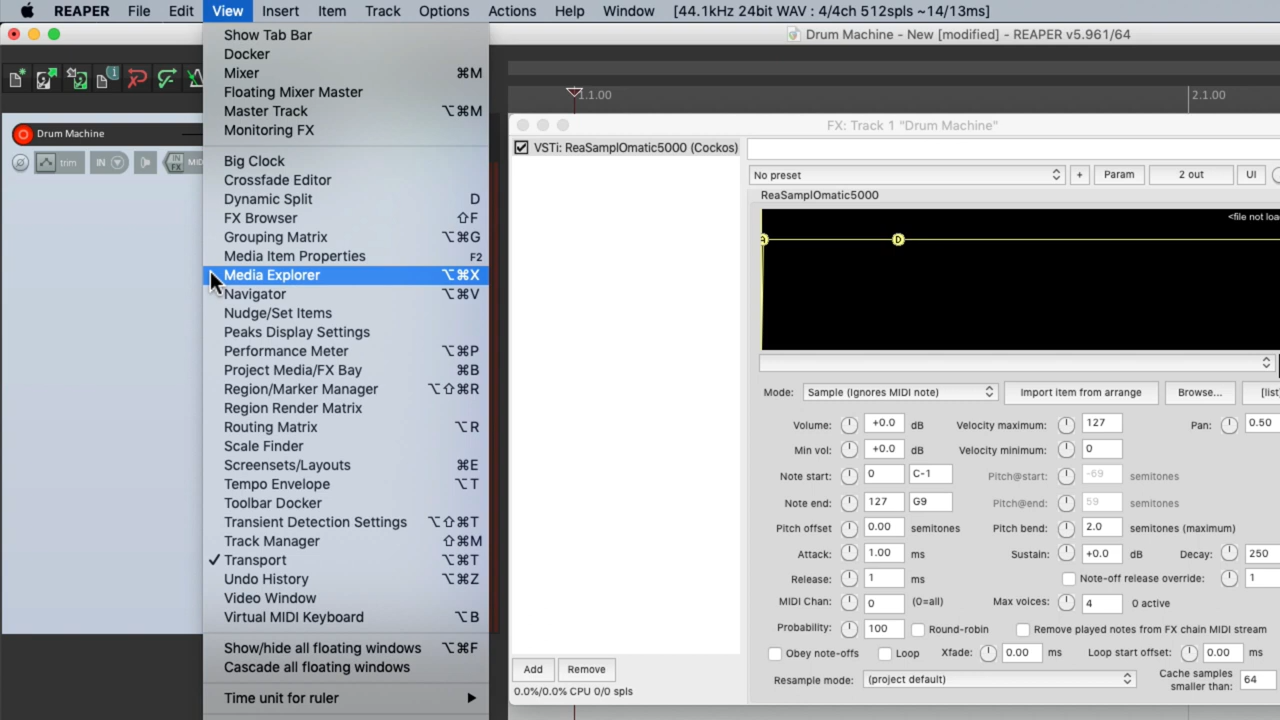 REAPER File Edit View Insert Item Track Options Actions Help Window [44.1kHz 24bit WAV : 4/4ch 512spls ~14/13ms]
Drum Machine - New [modified] - REAPER v5.961/64
Show Tab Bar
Docker
Mixer ⌘M
Floating Mixer Master
Master Track ⌥⌘M
Monitoring FX
Big Clock
Crossfade Editor
Dynamic Split D
FX Browser ⇧F
Grouping Matrix ⌥⌘G
Media Item Properties F2
Media Explorer ⌥⌘X
Navigator ⌥⌘V
Nudge/Set Items
Peaks Display Settings
Performance Meter ⌥⌘P
Project Media/FX Bay ⌘B
Region/Marker Manager ⌥⇧⌘R
Region Render Matrix
Routing Matrix ⌥R
Scale Finder
Screensets/Layouts ⌘E
Tempo Envelope ⌥T
Toolbar Docker
Transient Detection Settings ⌥⇧⌘T
Track Manager ⇧⌘M
✓ Transport ⌥⌘T
Undo History ⌥⌘Z
Video Window
Virtual MIDI Keyboard ⌥B
Show/hide all floating windows ⌥⌘F
Cascade all floating windows
Time unit for ruler
Drum Machine
trim IN IN FX MID
1.1.00 2.1.00
FX: Track 1 "Drum Machine"
VSTi: ReaSamplOmatic5000 (Cockos)
No preset + Param 2 out UI
ReaSamplOmatic5000
<file not loa
D
Mode: Sample (Ignores MIDI note) Import item from arrange Browse... [list
Volume: +0.0 dB Velocity maximum: 127 Pan: 0.50
Min vol: +0.0 dB Velocity minimum: 0
Note start: 0 C-1 Pitch@start: -69 semitones
Note end: 127 G9 Pitch@end: 59 semitones
Pitch offset 0.00 semitones Pitch bend: 2.0 semitones (maximum)
Attack: 1.00 ms Sustain: +0.0 dB Decay: 250
Release: 1 ms Note-off release override: 1
MIDI Chan: 0 (0=all) Max voices: 4 0 active
Probability: 100 Round-robin Remove played notes from FX chain MIDI stream
Obey note-offs Loop Xfade: 0.00 ms Loop start offset: 0.00 ms
Resample mode: (project default) Cache samples
smaller than: 64
Add Remove
0.0%/0.0% CPU 0/0 spls